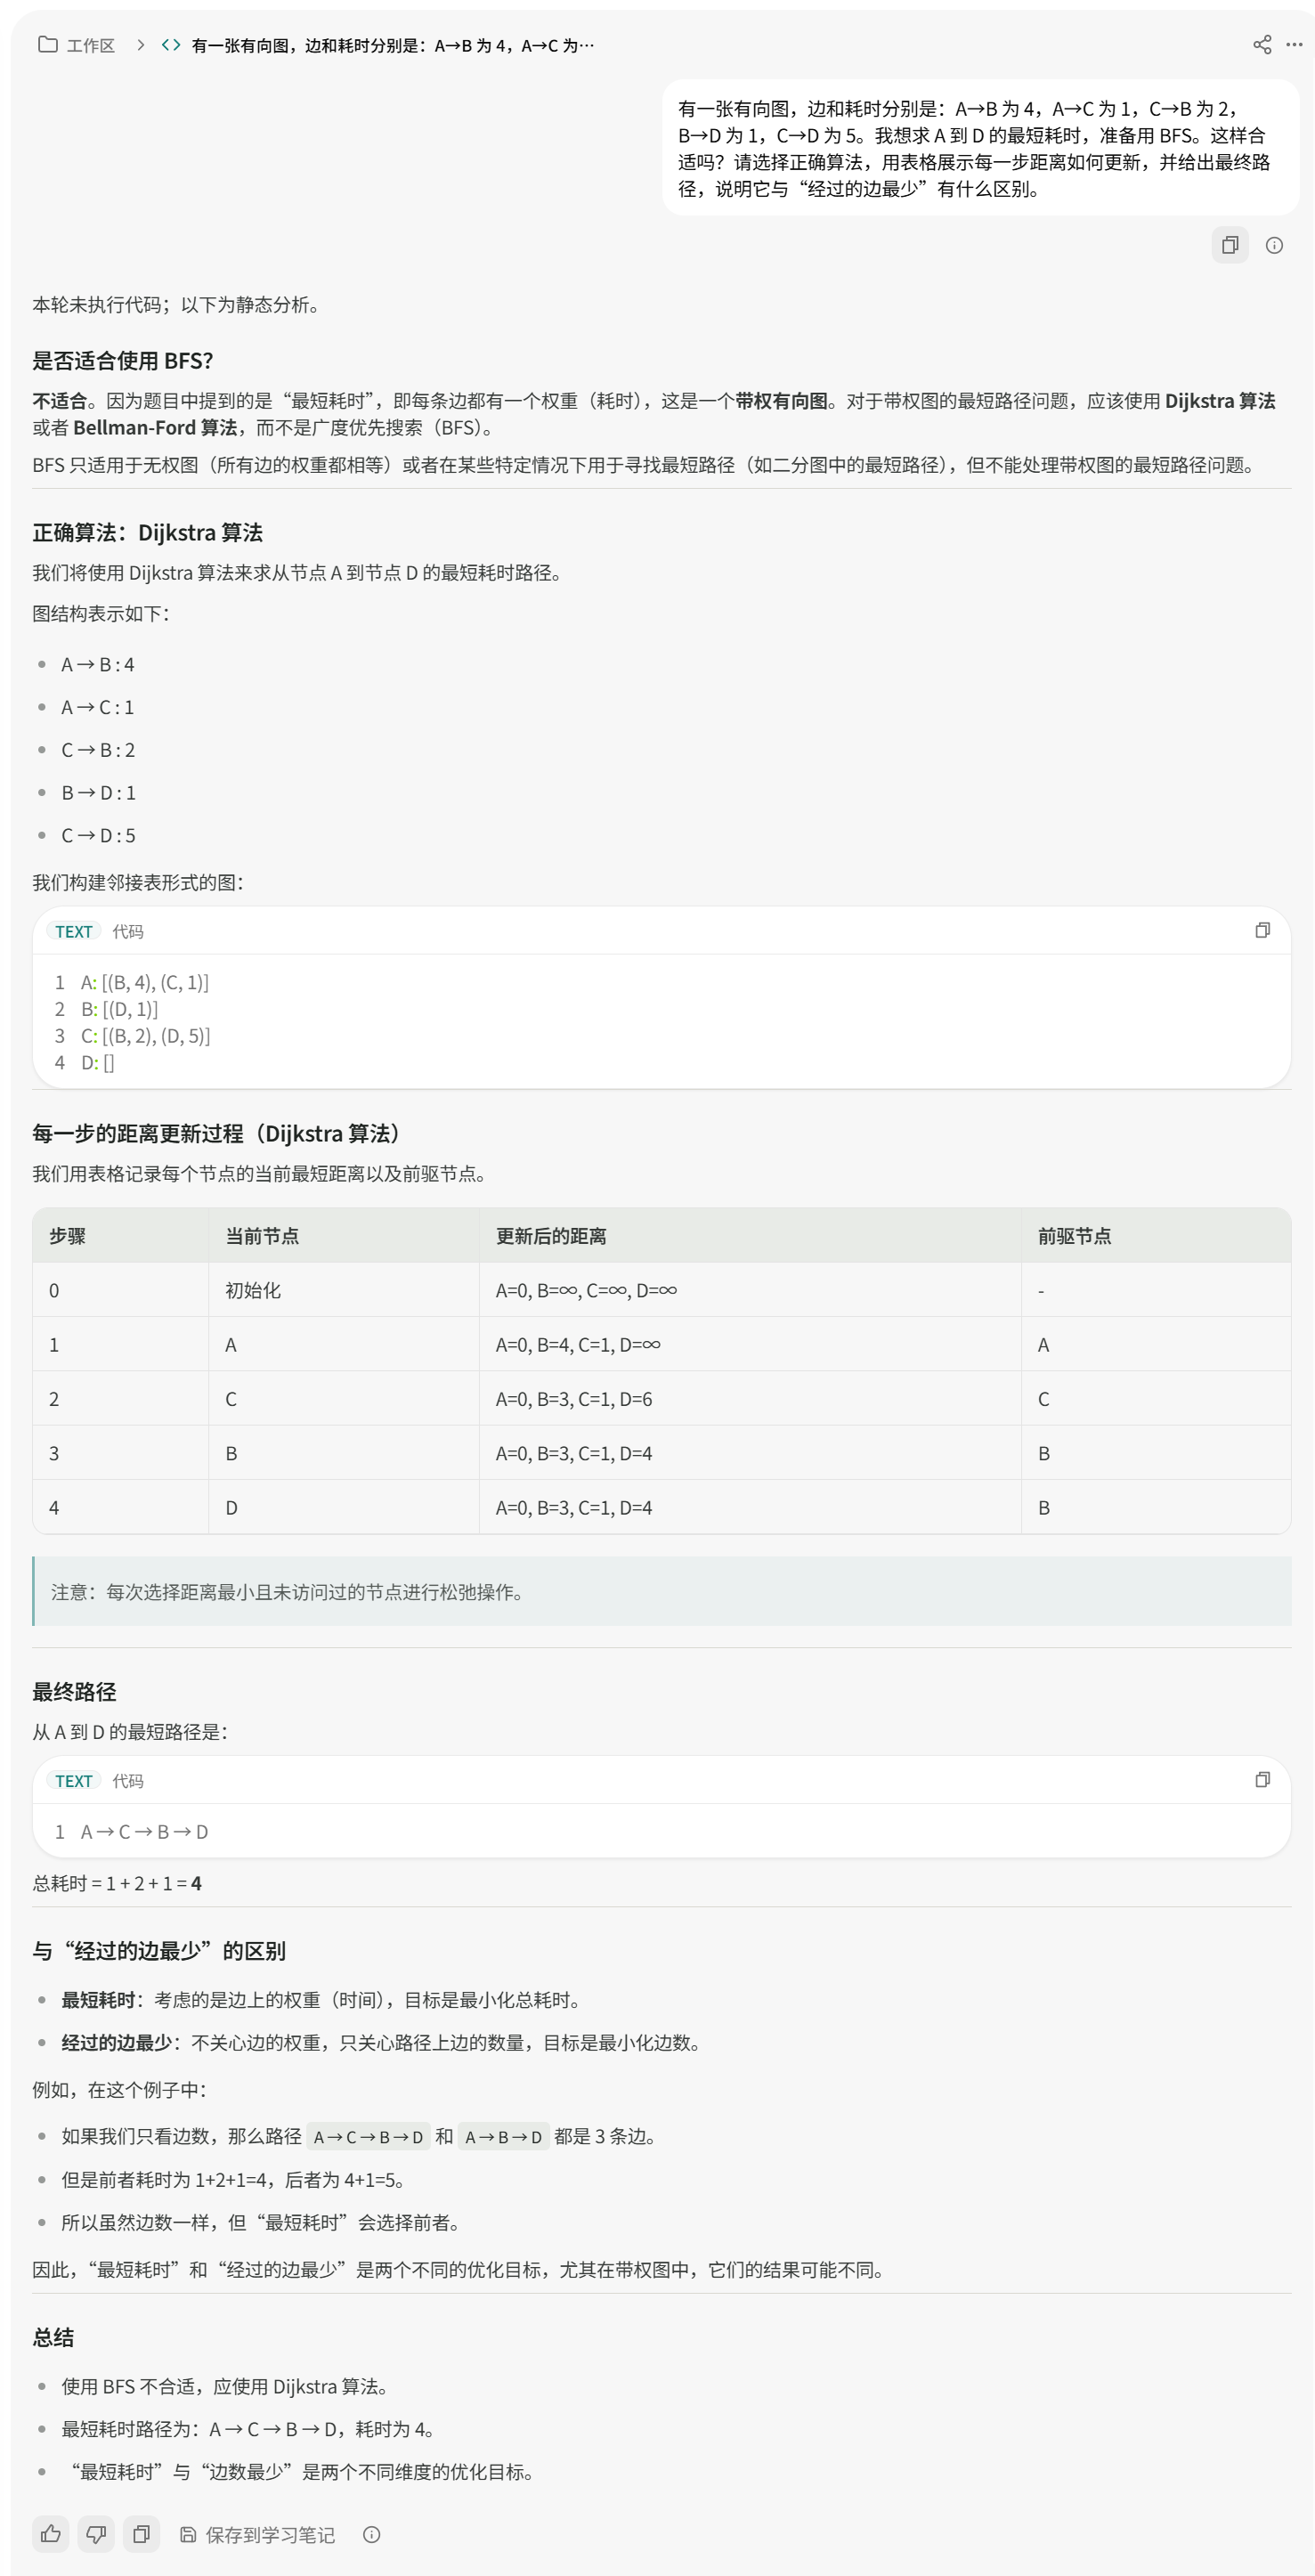 工作区 > <> 有一张有向图，边和耗时分别是：A→B 为 4，A→C 为…
有一张有向图，边和耗时分别是：A→B 为 4，A→C 为 1，C→B 为 2，
B→D 为 1，C→D 为 5。我想求 A 到 D 的最短耗时，准备用 BFS。这样合
适吗？请选择正确算法，用表格展示每一步距离如何更新，并给出最终路
径，说明它与“经过的边最少”有什么区别。
本轮未执行代码；以下为静态分析。
是否适合使用 BFS？
不适合。因为题目中提到的是“最短耗时”，即每条边都有一个权重（耗时），这是一个带权有向图。对于带权图的最短路径问题，应该使用 Dijkstra 算法
或者 Bellman-Ford 算法，而不是广度优先搜索（BFS）。
BFS 只适用于无权图（所有边的权重都相等）或者在某些特定情况下用于寻找最短路径（如二分图中的最短路径），但不能处理带权图的最短路径问题。
正确算法：Dijkstra 算法
我们将使用 Dijkstra 算法来求从节点 A 到节点 D 的最短耗时路径。
图结构表示如下：
A → B : 4
A → C : 1
C → B : 2
B → D : 1
C → D : 5
我们构建邻接表形式的图：
TEXT 代码
1 A: [(B, 4), (C, 1)]
2 B: [(D, 1)]
3 C: [(B, 2), (D, 5)]
4 D: []
每一步的距离更新过程（Dijkstra 算法）
我们用表格记录每个节点的当前最短距离以及前驱节点。
步骤 当前节点 更新后的距离 前驱节点
0 初始化 A=0, B=∞, C=∞, D=∞ -
1 A A=0, B=4, C=1, D=∞ A
2 C A=0, B=3, C=1, D=6 C
3 B A=0, B=3, C=1, D=4 B
4 D A=0, B=3, C=1, D=4 B
注意：每次选择距离最小且未访问过的节点进行松弛操作。
最终路径
从 A 到 D 的最短路径是：
TEXT 代码
1 A → C → B → D
总耗时 = 1 + 2 + 1 = 4
与“经过的边最少”的区别
最短耗时：考虑的是边上的权重（时间），目标是最小化总耗时。
经过的边最少：不关心边的权重，只关心路径上边的数量，目标是最小化边数。
例如，在这个例子中：
如果我们只看边数，那么路径 A → C → B → D 和 A → B → D 都是 3 条边。
但是前者耗时为 1+2+1=4，后者为 4+1=5。
所以虽然边数一样，但“最短耗时”会选择前者。
因此，“最短耗时”和“经过的边最少”是两个不同的优化目标，尤其在带权图中，它们的结果可能不同。
总结
使用 BFS 不合适，应使用 Dijkstra 算法。
最短耗时路径为：A → C → B → D，耗时为 4。
“最短耗时”与“边数最少”是两个不同维度的优化目标。
保存到学习笔记